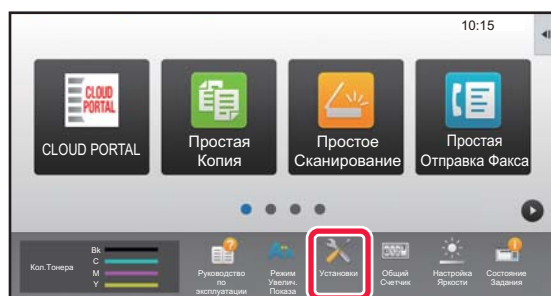 10:15
CLOUD
PORTAL
CLOUD PORTAL
Простая
Копия
Простое
Сканирование
Простая
Отправка Факса
Кол.Тонера
Bk
C
M
Y
Руководство
по
эксплуатации
Режим
Увелич.
Показа
Установки
Общий
Счетчик
Настройка
Яркости
Состояние
Задания